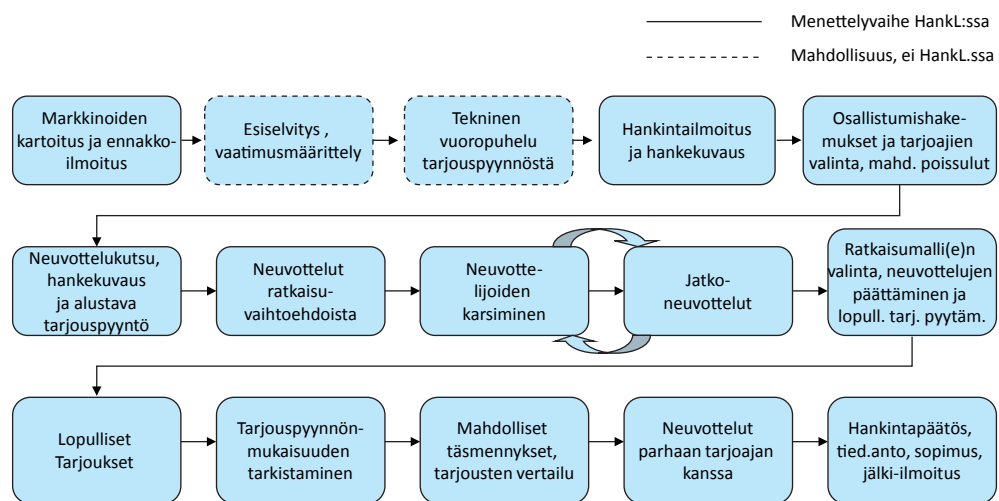 Menettelyvaihe HankL:ssa
Mahdollisuus, ei HankL.ssa
Markkinoiden
kartoitus ja ennakko-
ilmoitus
Esiselvitys ,
vaatimusmäärittely
Tekninen
vuoropuhelu
tarjouspyynnöstä
Hankintailmoitus
ja hankekuvaus
Osallistumishake-
mukset ja tarjoajien
valinta, mahd. poissulut
Neuvottelukutsu,
hankekuvaus
ja alustava
tarjouspyyntö
Neuvottelut
ratkaisu-
vaihtoehdoista
Neuvotte-
lijoiden
karsiminen
Jatko-
neuvottelut
Ratkaisumalli(e)n
valinta, neuvottelujen
päättäminen ja
lopull. tarj. pyytäm.
Lopulliset
Tarjoukset
Tarjouspyynnön-
mukaisuuden
tarkistaminen
Mahdolliset
täsmennykset,
tarjousten vertailu
Neuvottelut
parhaan tarjoajan
kanssa
Hankintapäätös,
tied.anto, sopimus,
jälki-ilmoitus